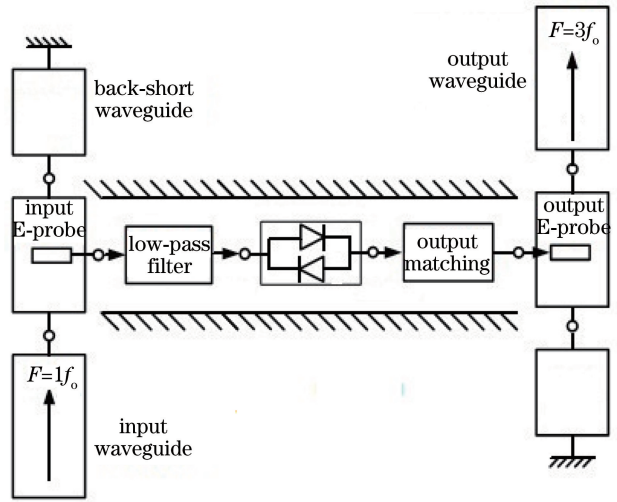 F=3fₒ
output
waveguide
back-short
waveguide
input
E-probe
low-pass
filter
output
matching
output
E-probe
F=1fₒ
input
waveguide